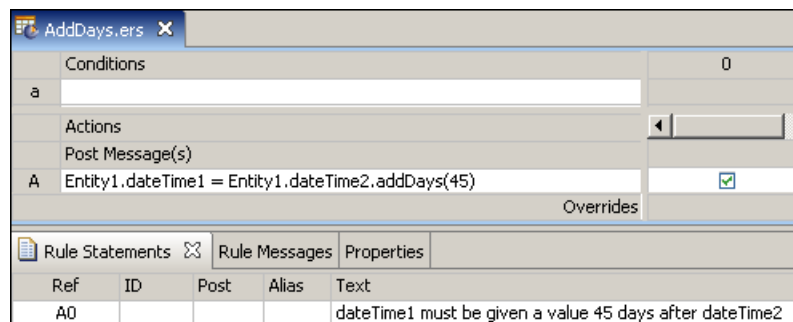 AddDays.ers
Conditions 0
a
Actions
Post Message(s)
A Entity1.dateTime1 = Entity1.dateTime2.addDays(45)
Overrides
Rule Statements Rule Messages Properties
Ref ID Post Alias Text
A0 dateTime1 must be given a value 45 days after dateTime2